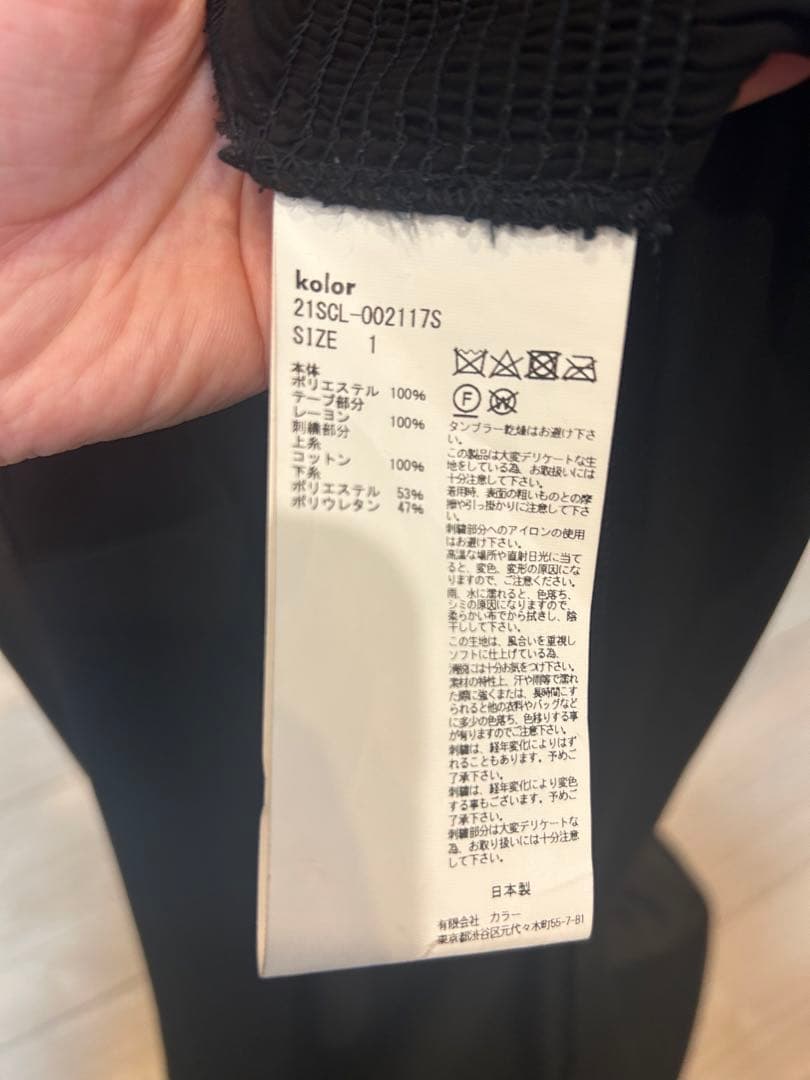 kolor
21SCL-002117S
SIZE 1
本体
ポリエステル 100%
テープ部分
レーヨン 100%
刺繍部分
上糸
コットン 100%
下糸
ポリエステル 53%
ポリウレタン 47%
F
W
タンブラー乾燥はお避け下さ
い。
この製品は大変デリケートな生
地をしている為、お取扱いには
十分注意して下さい。
着用時、表面の粗いものとの摩
擦や引っ掛かりに注意して下さ
い。
刺繍部分へのアイロンの使用
はお避け下さい。
高温な場所や直射日光に当て
ると、変色、変形の原因にな
りますので、ご注意ください。
雨、水に濡れると、色落ち、
シミの原因になりますので、
柔らかい布でから拭きし、陰
干しして下さい。
この生地は、風合いを重視し
ソフトに仕上げている為、
着脱には十分お気をつけ下さい。
素材の特性上、汗や雨等で濡れ
た際に強くまたは、長時間こす
られると他の衣料やバッグなど
に多少の色落ち、色移りする事
が有りますのでご注意下さい。
刺繍は、経年変化によりはず
れることもあります。予めご
了承下さい。
刺繍は、経年変化により変色
する事もございます。予めご
了承下さい。
刺繍部分は大変デリケートな
為、お取り扱いには十分注意
して下さい。
日本製
有限会社 カラー
東京都渋谷区元代々木町55-7-B1